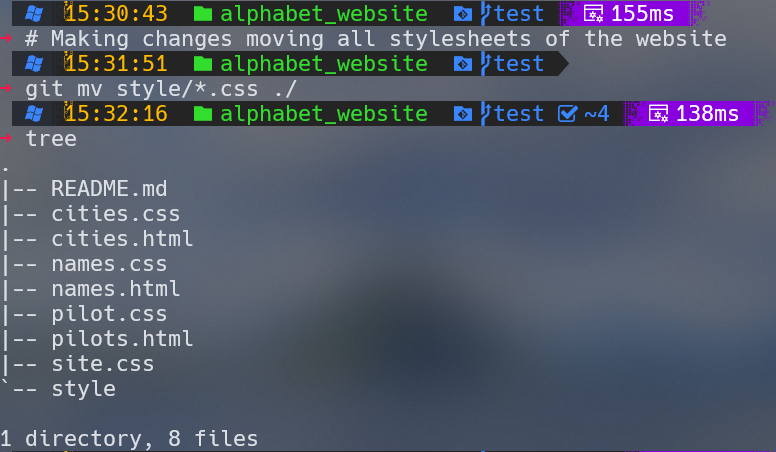 15:30:43 alphabet_website test 155ms
→ # Making changes moving all stylesheets of the website
15:31:51 alphabet_website test
→ git mv style/*.css ./
15:32:16 alphabet_website test ~4 138ms
→ tree
.
|-- README.md
|-- cities.css
|-- cities.html
|-- names.css
|-- names.html
|-- pilot.css
|-- pilots.html
|-- site.css
`-- style
1 directory, 8 files